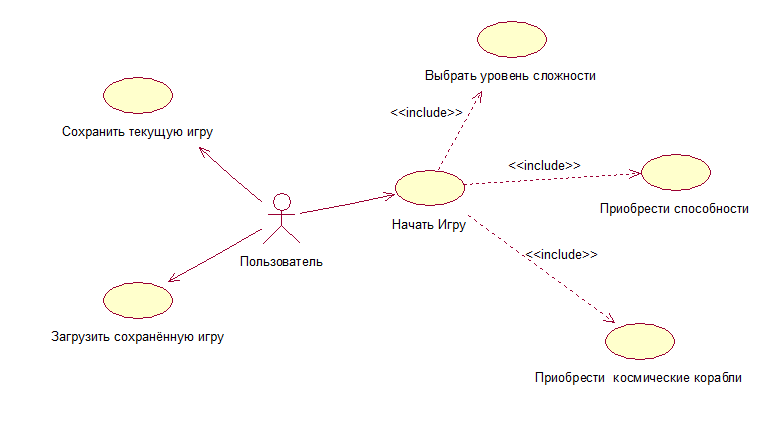 Выбрать уровень сложности
<<include>>
Сохранить текущую игру
<<include>>
Приобрести способности
Начать Игру
Пользователь
<<include>>
Загрузить сохранённую игру
Приобрести  космические корабли